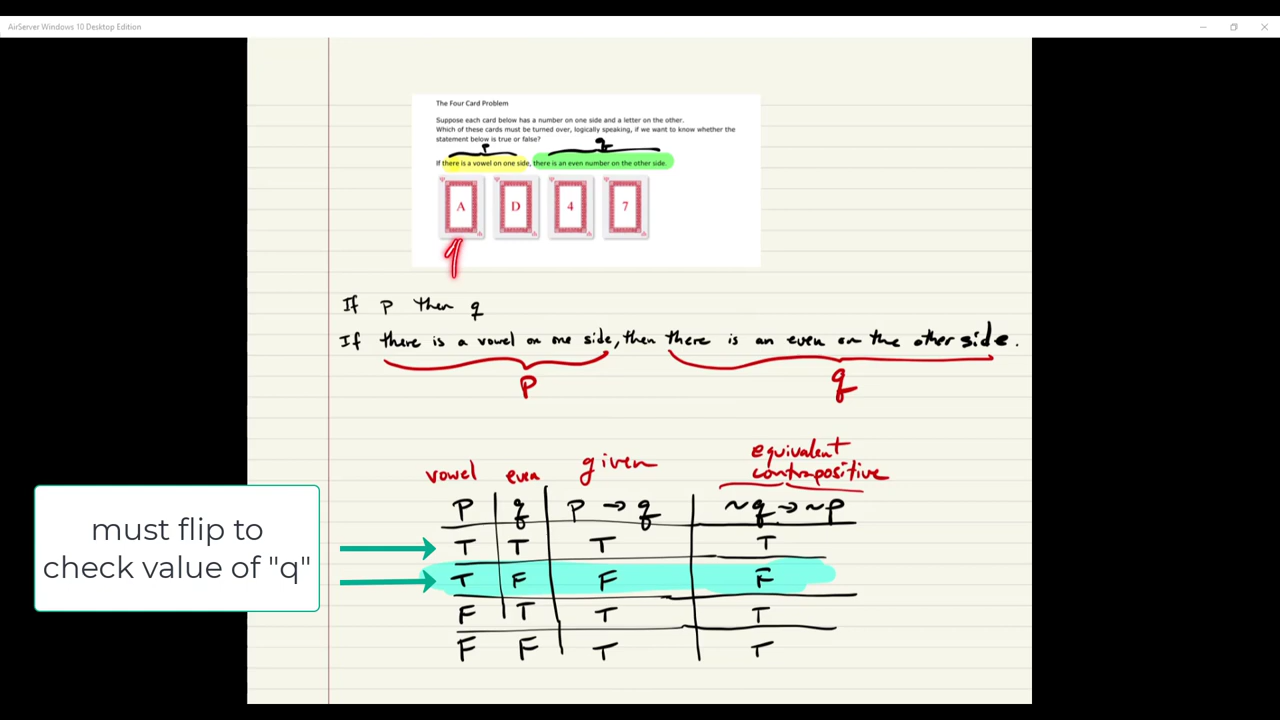 AirServer Windows 10 Desktop Edition
The Four Card Problem
Suppose each card below has a number on one side and a letter on the other.
Which of these cards must be turned over, logically speaking, if we want to know whether the
statement below is true or false?
P q
If there is a vowel on one side, there is an even number on the other side.
A D 4 7
If p then q
If there is a vowel on one side, then there is an even on the other side.
P q
equivalent
vowel even given contrapositive
P q P → q ~q → ~p
T T T T
T F F F
F T T T
F F T T
must flip to
check value of "q"